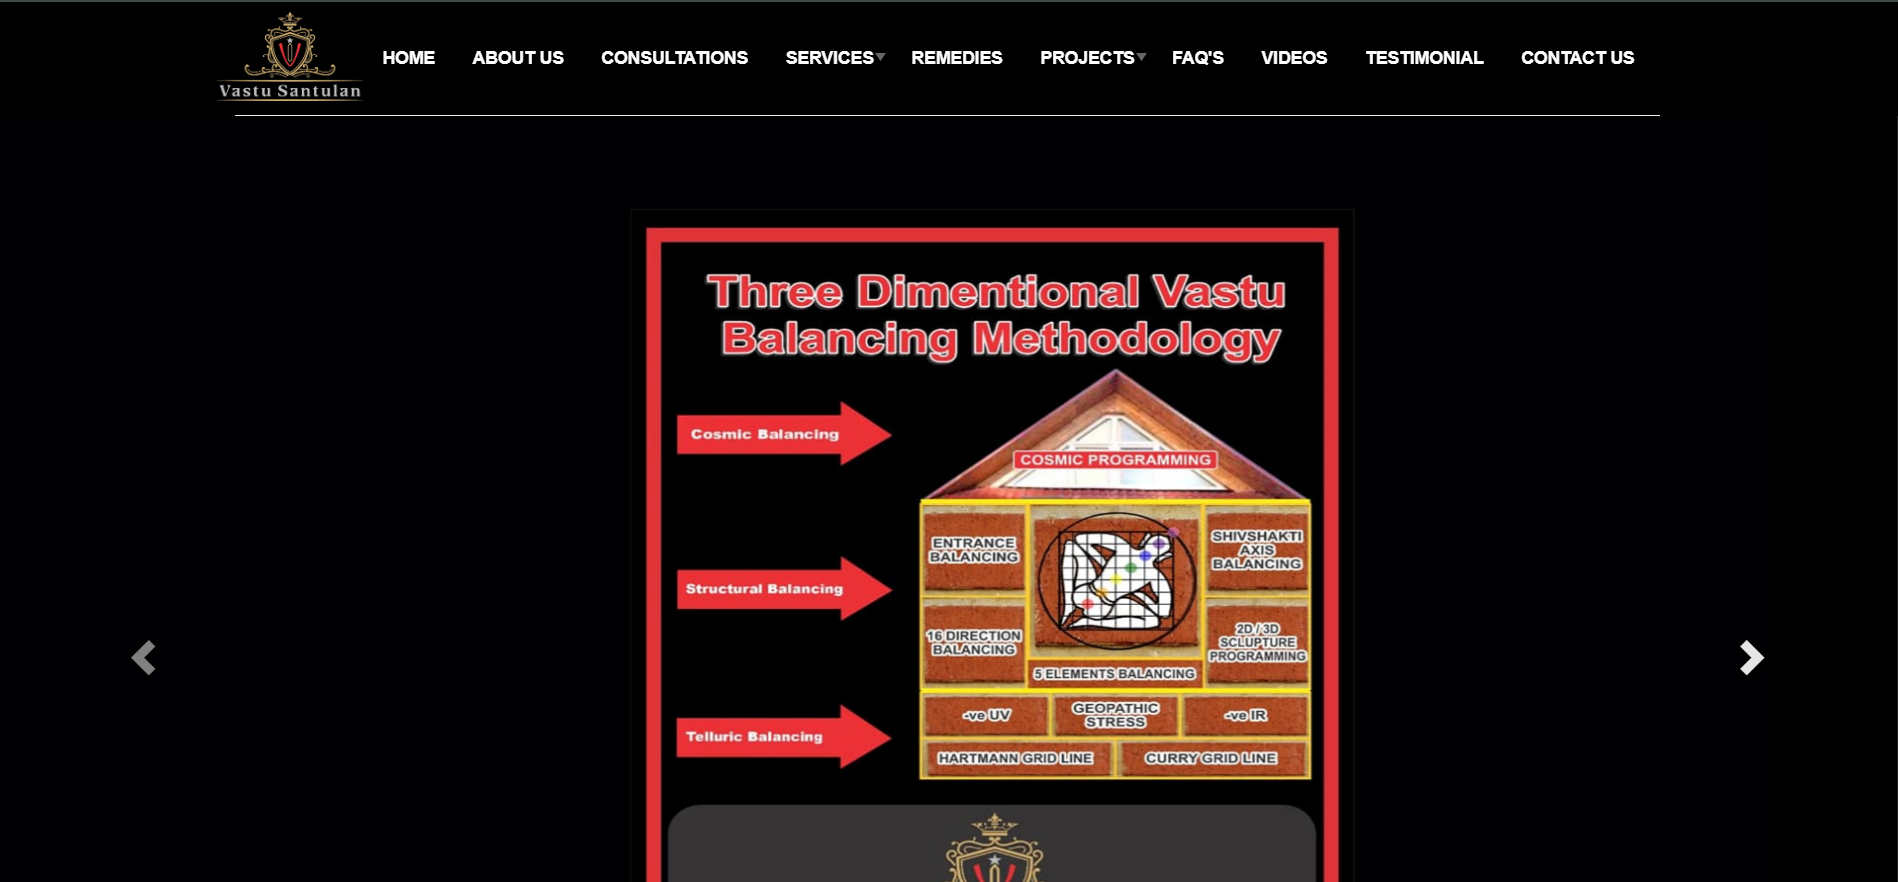 Vastu Santulan
HOME ABOUT US CONSULTATIONS SERVICES REMEDIES PROJECTS FAQ'S VIDEOS TESTIMONIAL CONTACT US
Three Dimentional Vastu
Balancing Methodology
Cosmic Balancing
COSMIC PROGRAMMING
Structural Balancing
ENTRANCE
BALANCING
SHIVSHAKTI
AXIS
BALANCING
16 DIRECTION
BALANCING
2D / 3D
SCLUPTURE
PROGRAMMING
5 ELEMENTS BALANCING
Telluric Balancing
-ve UV
GEOPATHIC
STRESS
-ve IR
HARTMANN GRID LINE
CURRY GRID LINE